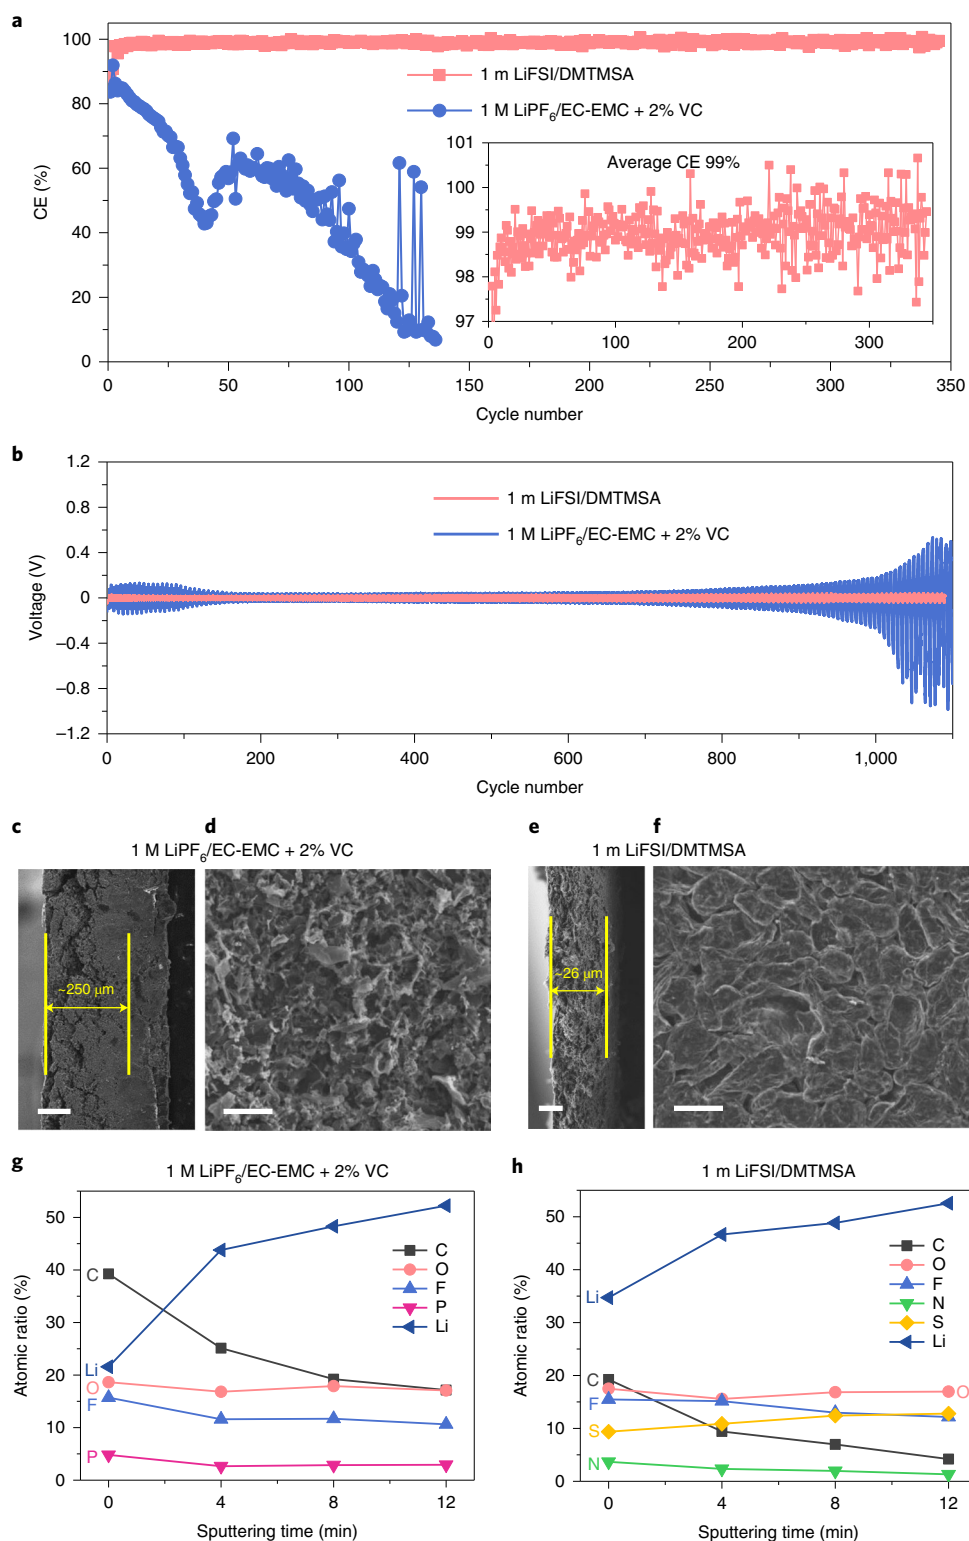 a
100
80
60
40
20
0
CE (%)
1 m LiFSI/DMTMSA
1 M LiPF6/EC-EMC + 2% VC
101
100
99
98
97
Average CE 99%
0 100 200 300
0 50 100 150 200 250 300 350
Cycle number
b
1.2
0.8
0.4
0
–0.4
–0.8
–1.2
Voltage (V)
1 m LiFSI/DMTMSA
1 M LiPF6/EC-EMC + 2% VC
0 200 400 600 800 1,000
Cycle number
c d e f
1 M LiPF6/EC-EMC + 2% VC
1 m LiFSI/DMTMSA
~250 μm
~26 μm
g
1 M LiPF6/EC-EMC + 2% VC
50
40
30
20
10
0
Atomic ratio (%)
C
Li
O
F
P
C
O
F
P
Li
0 4 8 12
Sputtering time (min)
h
1 m LiFSI/DMTMSA
50
40
30
20
10
0
Atomic ratio (%)
Li
C
F
S
N
O
C
O
F
N
S
Li
0 4 8 12
Sputtering time (min)